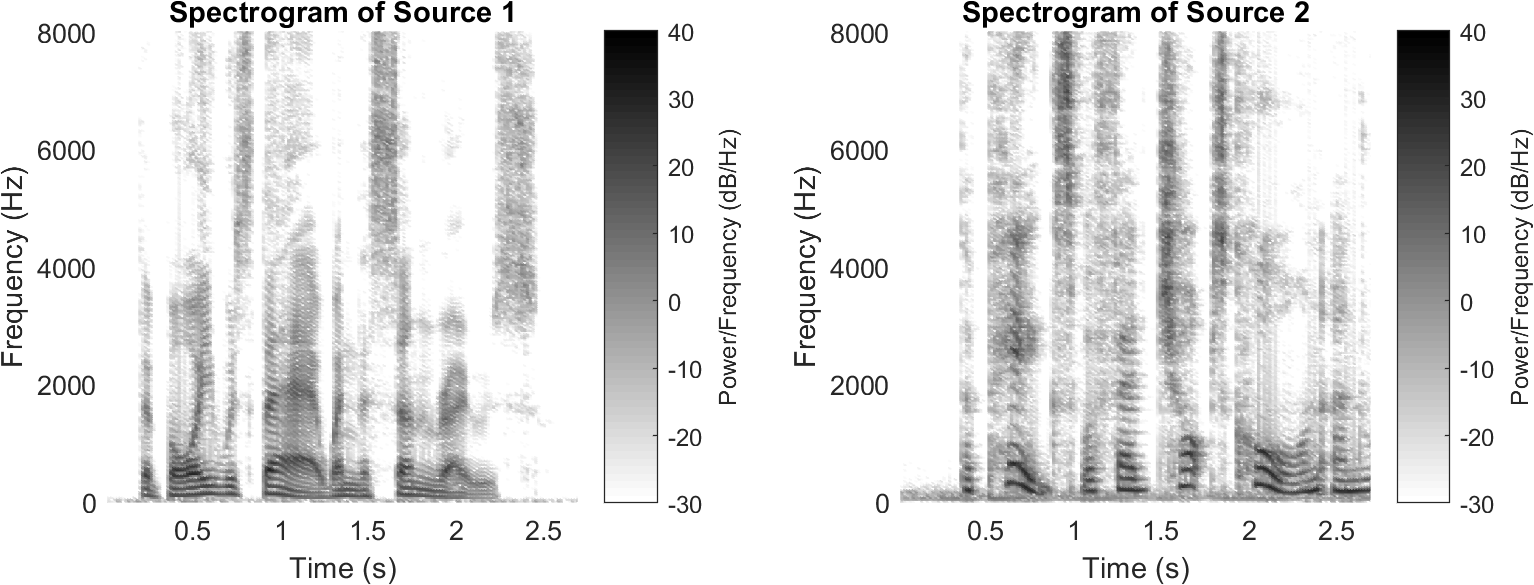 Spectrogram of Source 1
8000
6000
4000
2000
0
Frequency (Hz)
0.5 1 1.5 2 2.5
Time (s)
40
30
20
10
0
-10
-20
-30
Power/Frequency (dB/Hz)
Spectrogram of Source 2
8000
6000
4000
2000
0
Frequency (Hz)
0.5 1 1.5 2 2.5
Time (s)
40
30
20
10
0
-10
-20
-30
Power/Frequency (dB/Hz)